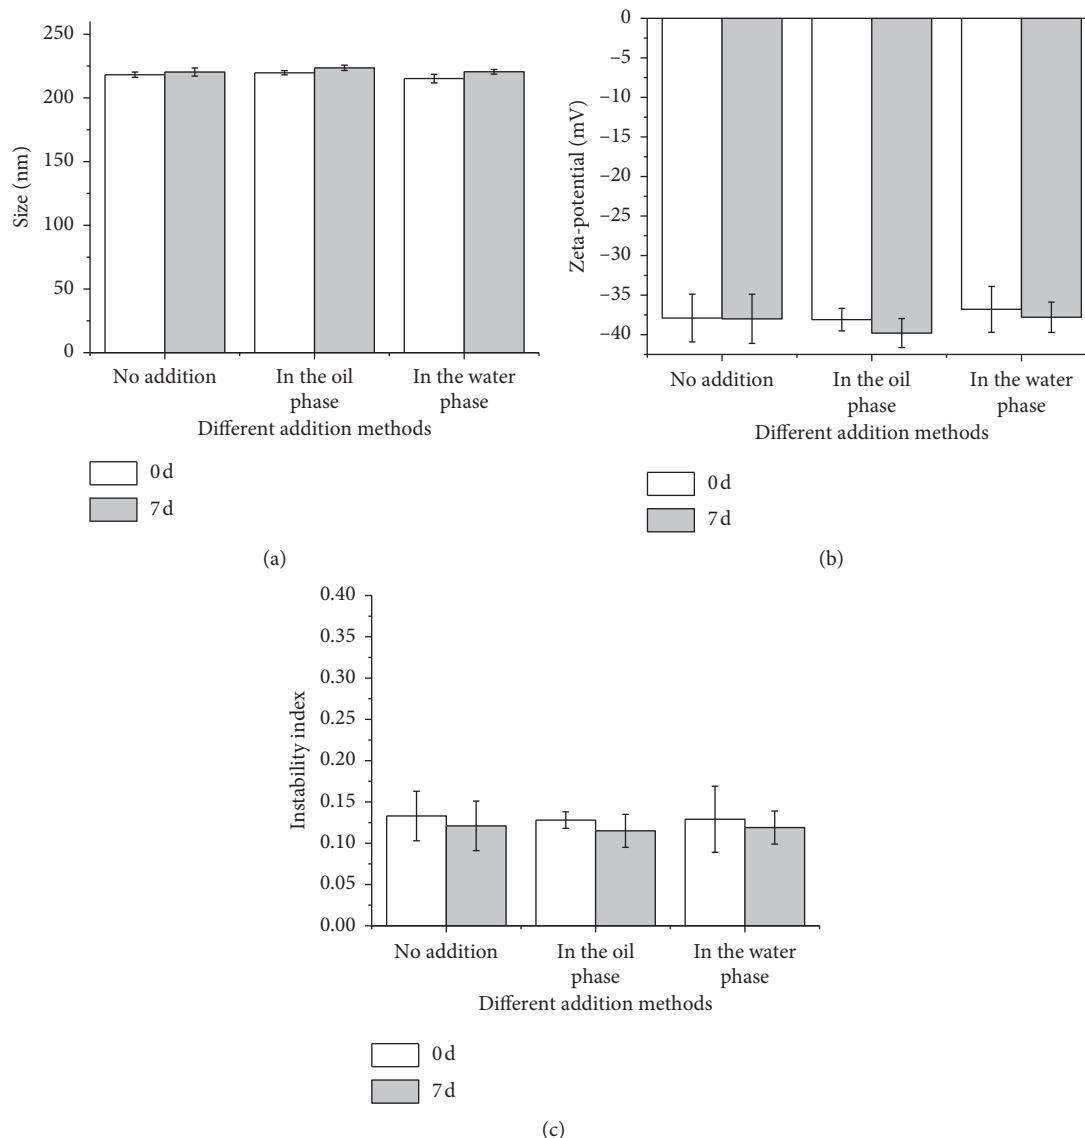 250
200
150
100
50
0
Size (nm)
No addition
In the oil
phase
In the water
phase
Different addition methods
0 d
7 d
(a)
0
−5
−10
−15
−20
−25
−30
−35
−40
Zeta-potential (mV)
No addition
In the oil
phase
In the water
phase
Different addition methods
0 d
7 d
(b)
0.40
0.35
0.30
0.25
0.20
0.15
0.10
0.05
0.00
Instability index
No addition
In the oil
phase
In the water
phase
Different addition methods
0 d
7 d
(c)